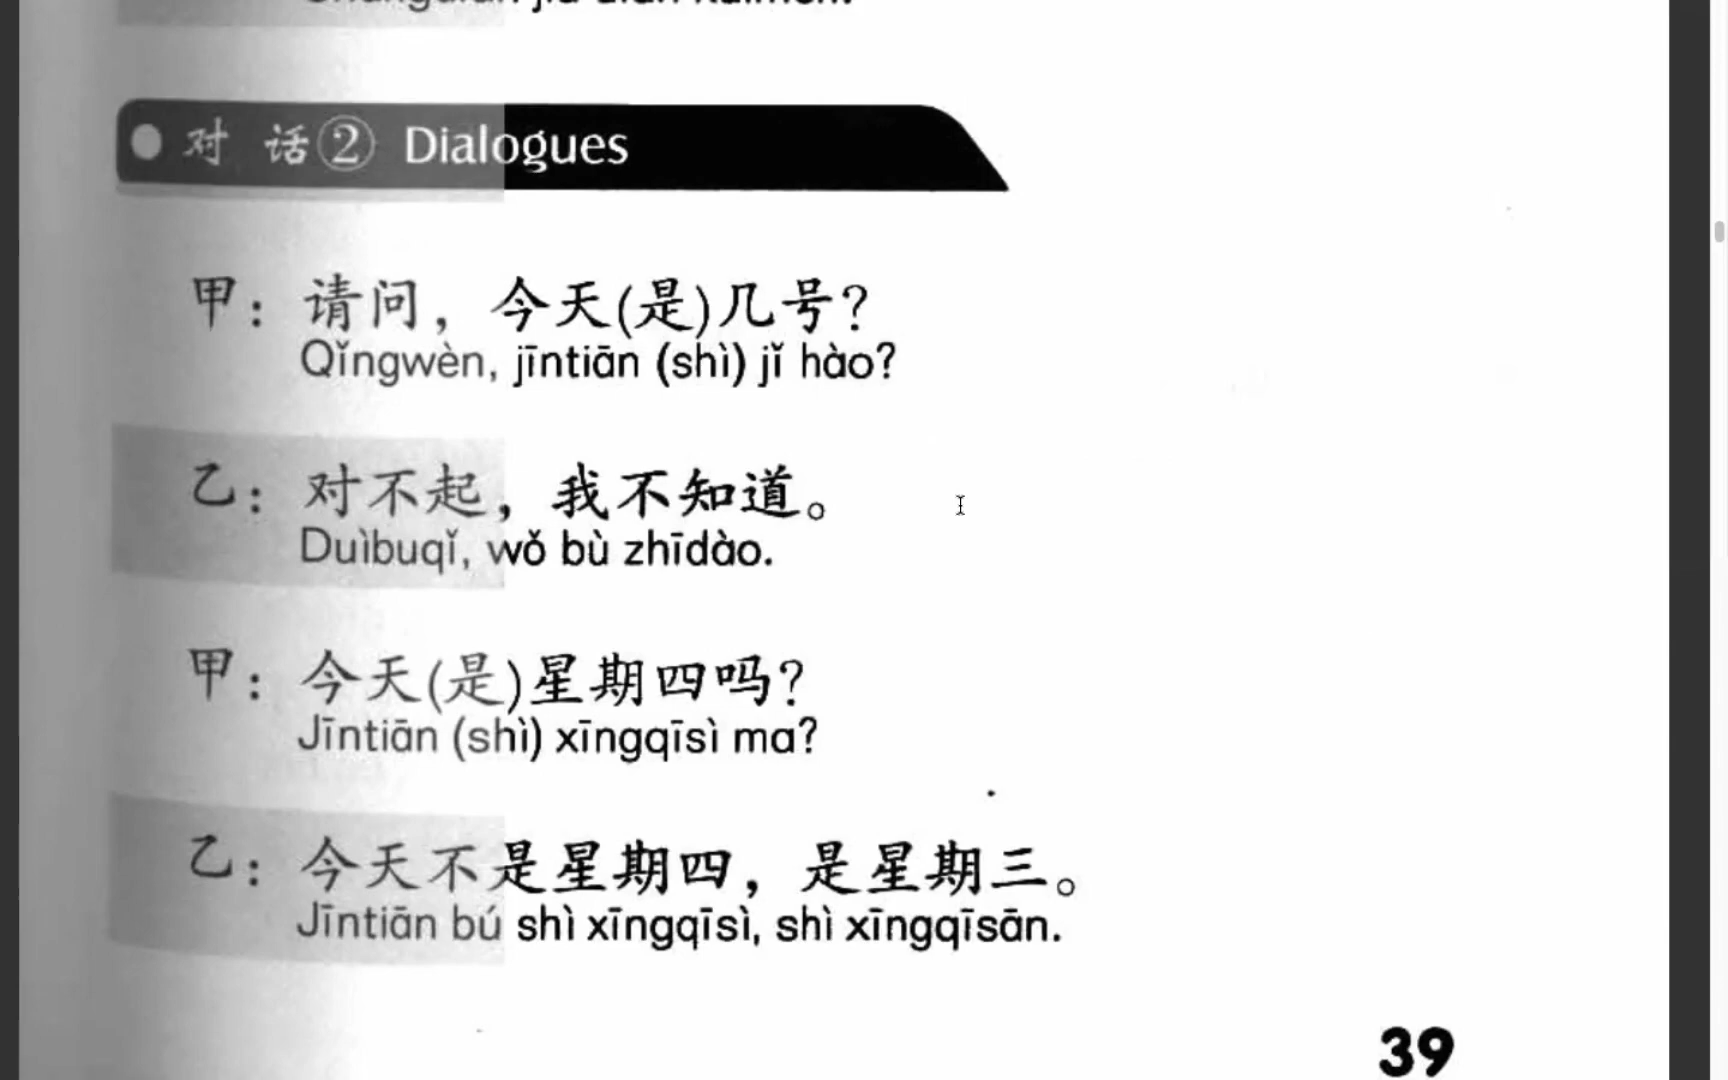 对 话② Dialogues
甲：请问，今天(是)几号？
Qǐngwèn, jīntiān (shì) jǐ hào?
乙：对不起，我不知道。
Duìbuqǐ, wǒ bù zhīdào.
甲：今天(是)星期四吗？
Jīntiān (shì) xīngqīsì ma?
乙：今天不是星期四，是星期三。
Jīntiān bú shì xīngqīsì, shì xīngqīsān.
39